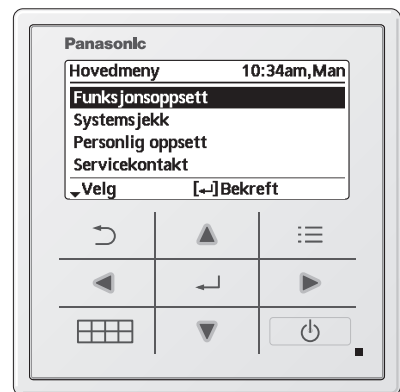 Panasonic
Hovedmeny 10:34am,Man
Funksjonsoppsett
Systemsjekk
Personlig oppsett
Servicekontakt
Velg [↵]Bekreft